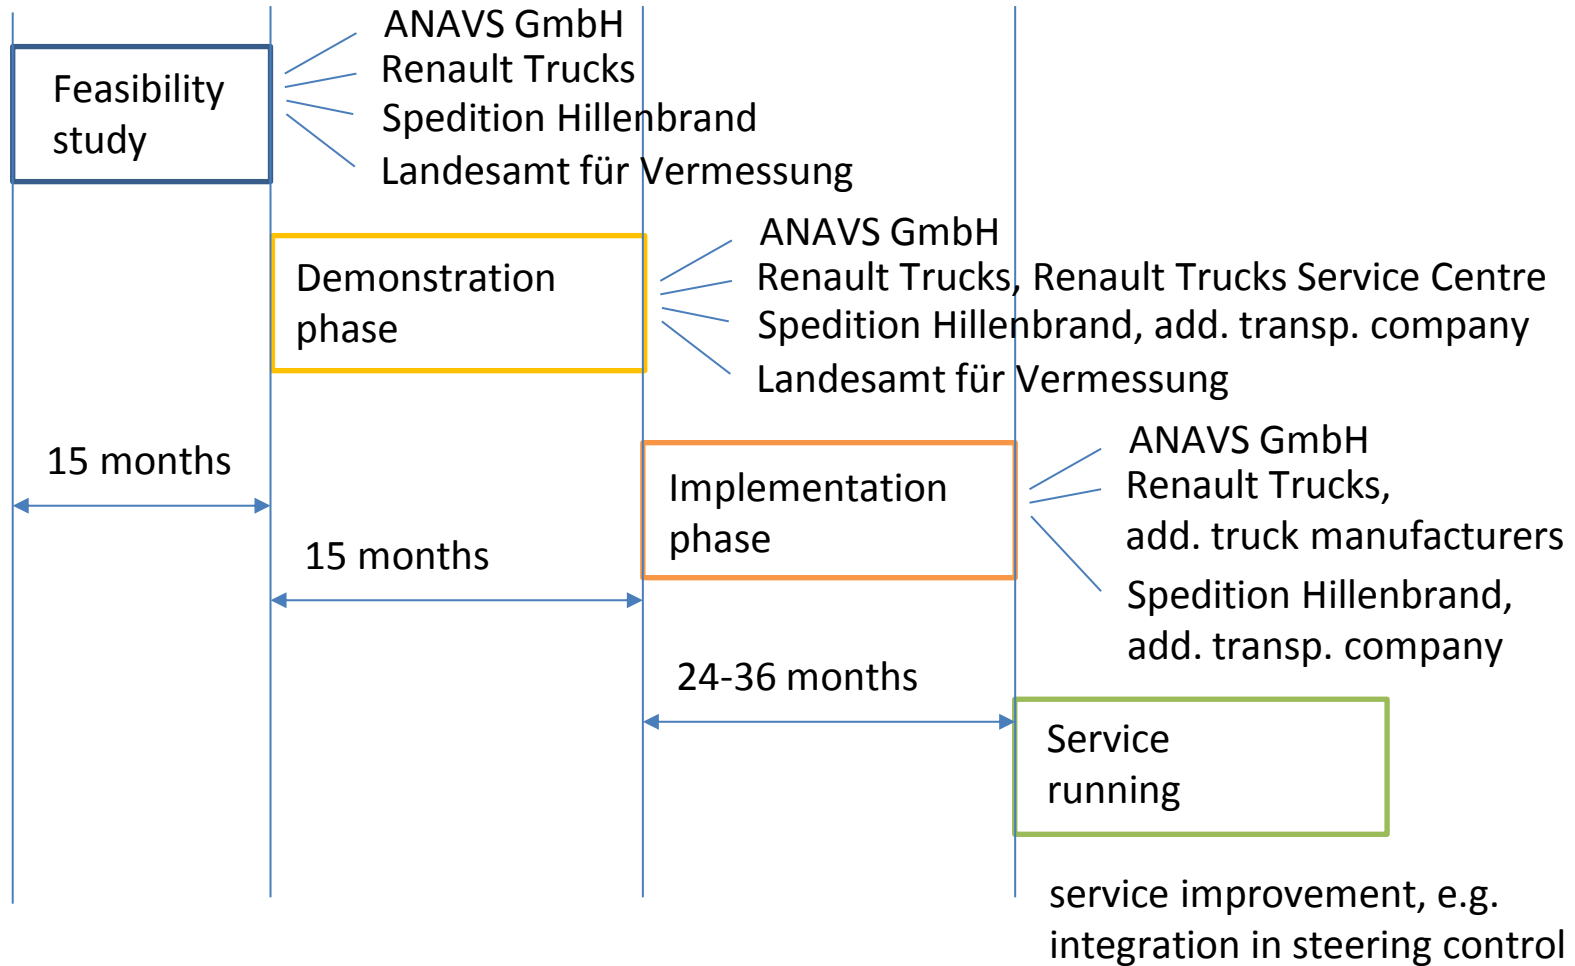 Feasibility
study
ANAVS GmbH
Renault Trucks
Spedition Hillenbrand
Landesamt für Vermessung
Demonstration
phase
ANAVS GmbH
Renault Trucks, Renault Trucks Service Centre
Spedition Hillenbrand, add. transp. company
Landesamt für Vermessung
15 months
15 months
Implementation
phase
ANAVS GmbH
Renault Trucks,
add. truck manufacturers
Spedition Hillenbrand,
add. transp. company
24-36 months
Service
running
service improvement, e.g.
integration in steering control